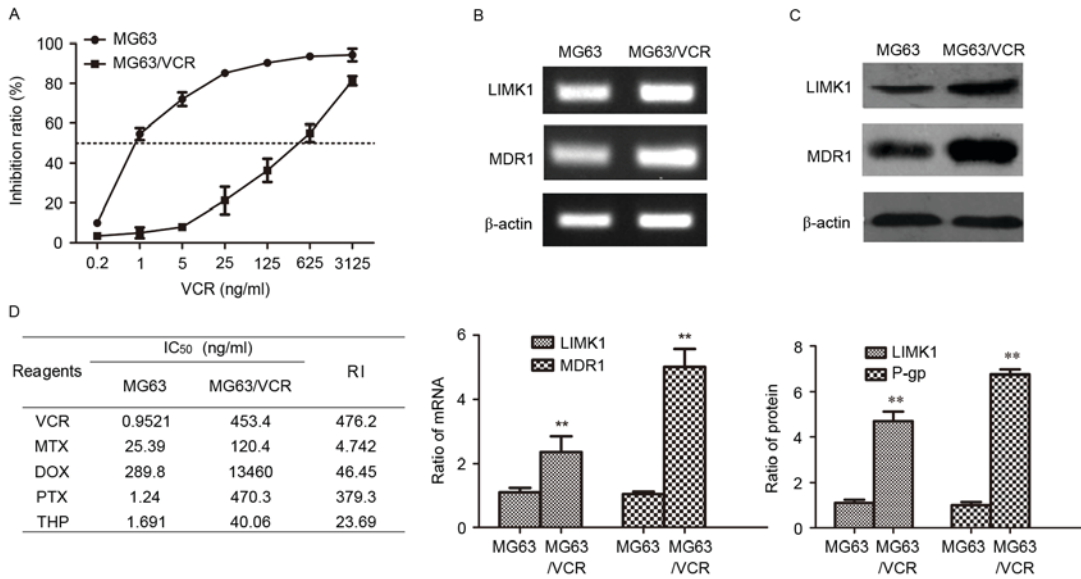 A
MG63
MG63/VCR
Inhibition ratio (%)
100
80
60
40
20
0
0.2 1 5 25 125 625 3125
VCR (ng/ml)
B
MG63 MG63/VCR
LIMK1
MDR1
β-actin
C
MG63 MG63/VCR
LIMK1
MDR1
β-actin
D
Reagents IC50 (ng/ml) RI
MG63 MG63/VCR
VCR 0.9521 453.4 476.2
MTX 25.39 120.4 4.742
DOX 289.8 13460 46.45
PTX 1.24 470.3 379.3
THP 1.691 40.06 23.69
Ratio of mRNA
6
4
2
0
LIMK1
MDR1
**
**
MG63 MG63 MG63 MG63
/VCR /VCR
Ratio of protein
8
6
4
2
0
LIMK1
P-gp
**
**
MG63 MG63 MG63 MG63
/VCR /VCR